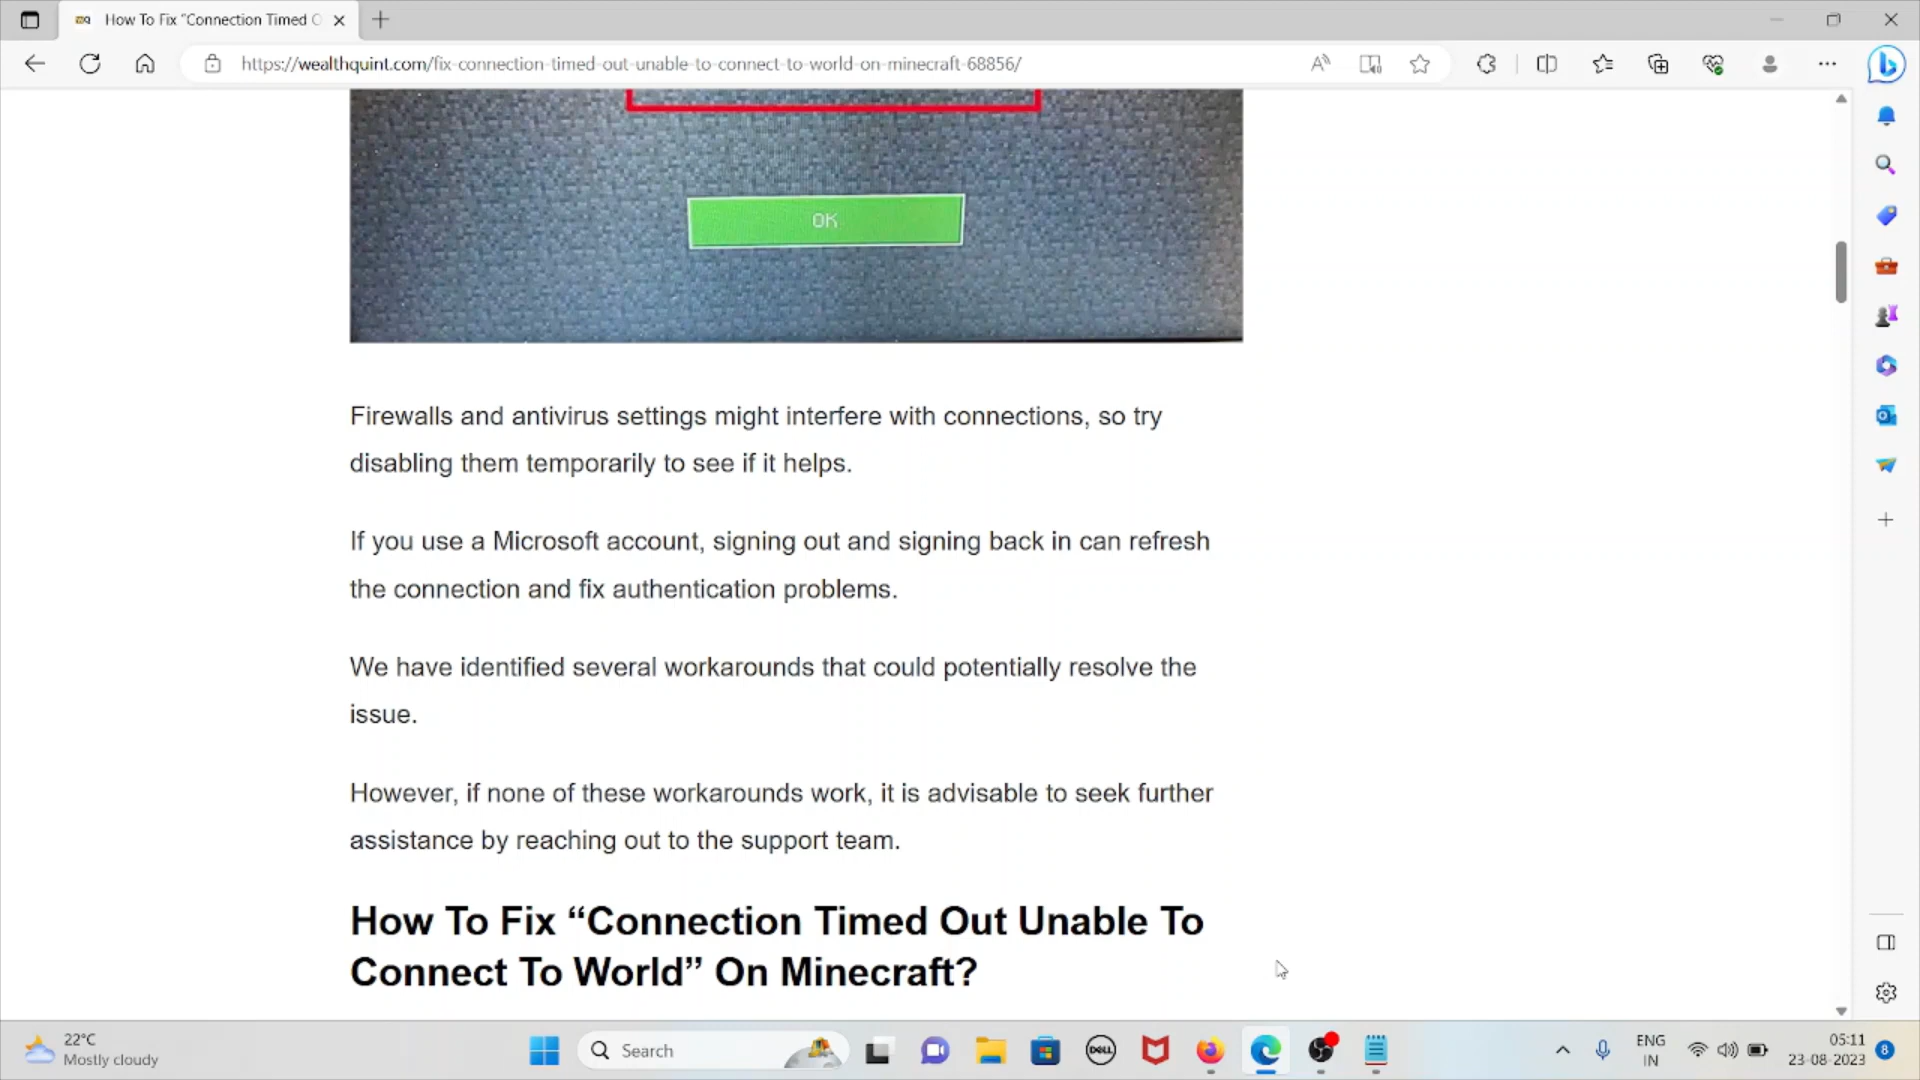 How To Fix “Connection Timed O
https://wealthquint.com/fix-connection-timed-out-unable-to-connect-to-world-on-minecraft-68856/
OK
Firewalls and antivirus settings might interfere with connections, so try
disabling them temporarily to see if it helps.
If you use a Microsoft account, signing out and signing back in can refresh
the connection and fix authentication problems.
We have identified several workarounds that could potentially resolve the
issue.
However, if none of these workarounds work, it is advisable to seek further
assistance by reaching out to the support team.
How To Fix “Connection Timed Out Unable To
Connect To World” On Minecraft?
22°C
Mostly cloudy
Search
DELL
ENG
IN
05:11
23-08-2023
8